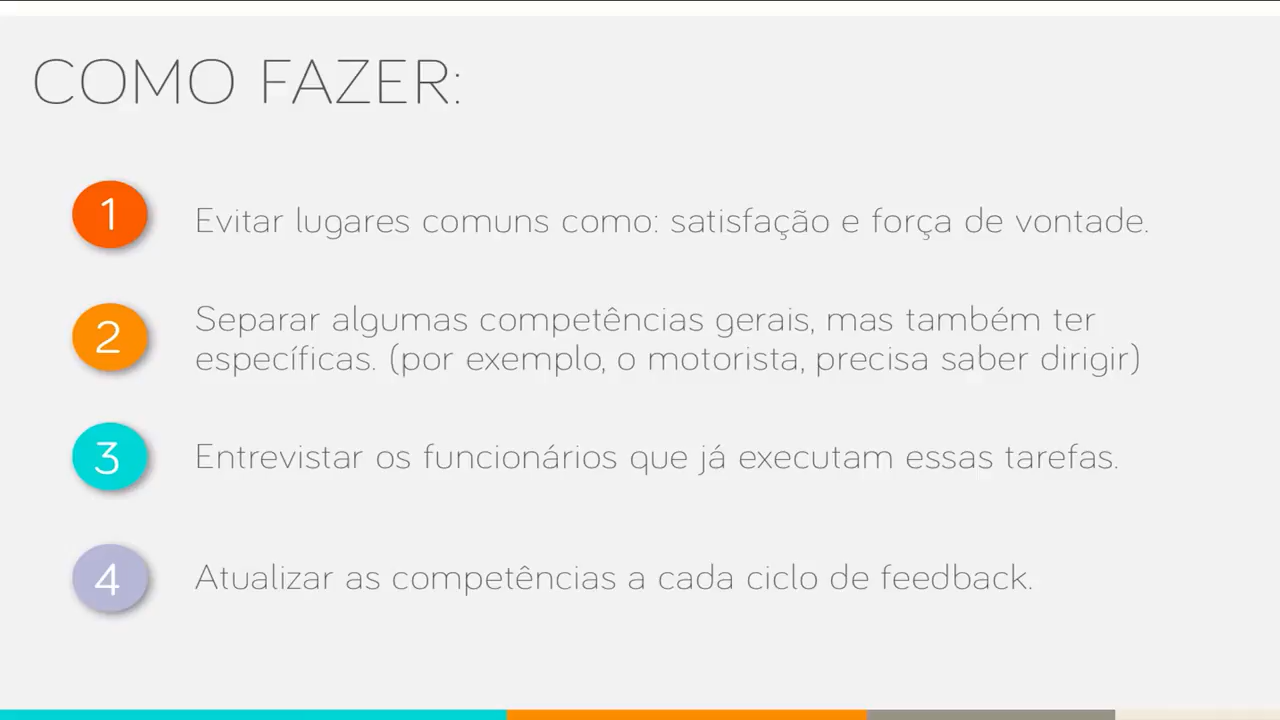 COMO FAZER:
1
Evitar lugares comuns como: satisfação e força de vontade.
2
Separar algumas competências gerais, mas também ter
específicas. (por exemplo, o motorista, precisa saber dirigir)
3
Entrevistar os funcionários que já executam essas tarefas.
4
Atualizar as competências a cada ciclo de feedback.